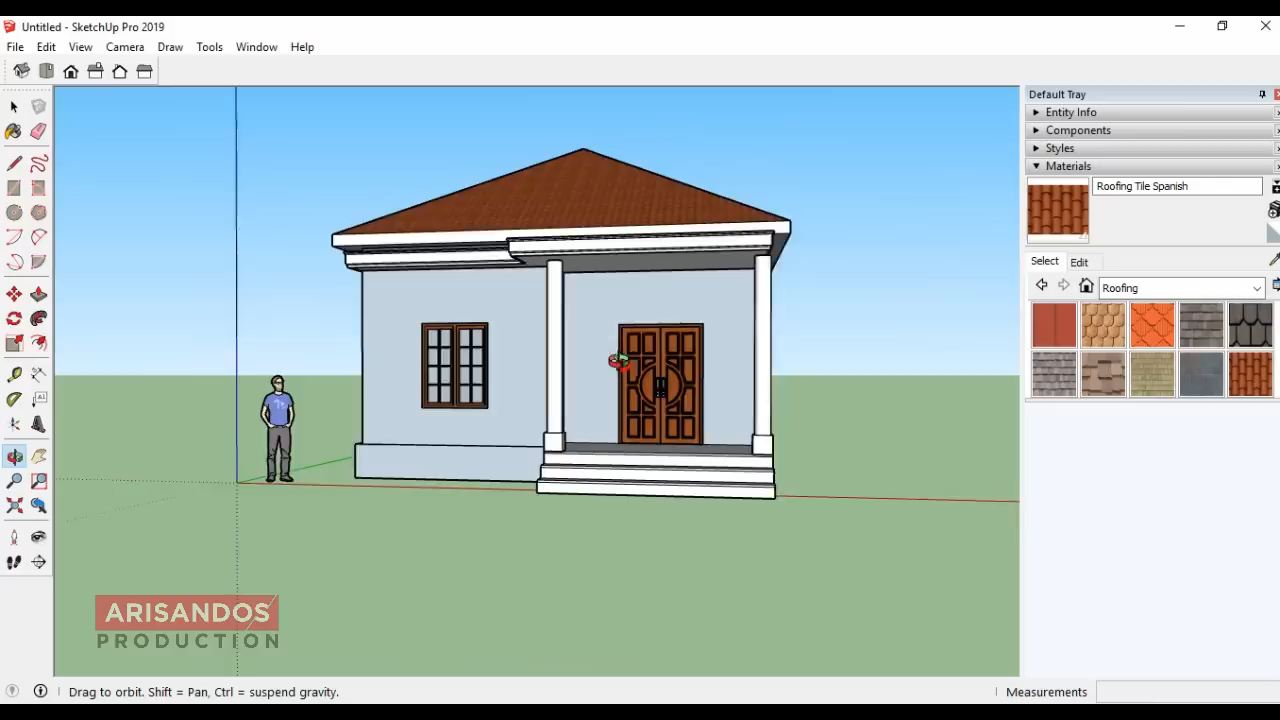 Untitled - SketchUp Pro 2019
File Edit View Camera Draw Tools Window Help
Default Tray
Entity Info
Components
Styles
Materials
Roofing Tile Spanish
Select Edit
Roofing
A1
ARISANDOS
PRODUCTION
Drag to orbit. Shift = Pan, Ctrl = suspend gravity.
Measurements